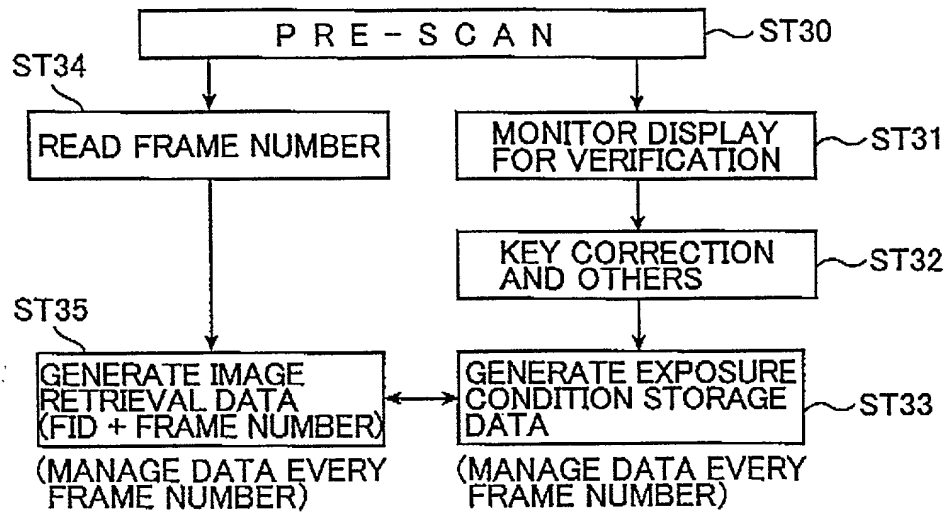 PRE-SCAN
ST30
ST34
READ FRAME NUMBER
MONITOR DISPLAY
FOR VERIFICATION
ST31
KEY CORRECTION
AND OTHERS
ST32
ST35
GENERATE IMAGE
RETRIEVAL DATA
(FID + FRAME NUMBER)
(MANAGE DATA EVERY
FRAME NUMBER)
GENERATE EXPOSURE
CONDITION STORAGE
DATA
ST33
(MANAGE DATA EVERY
FRAME NUMBER)